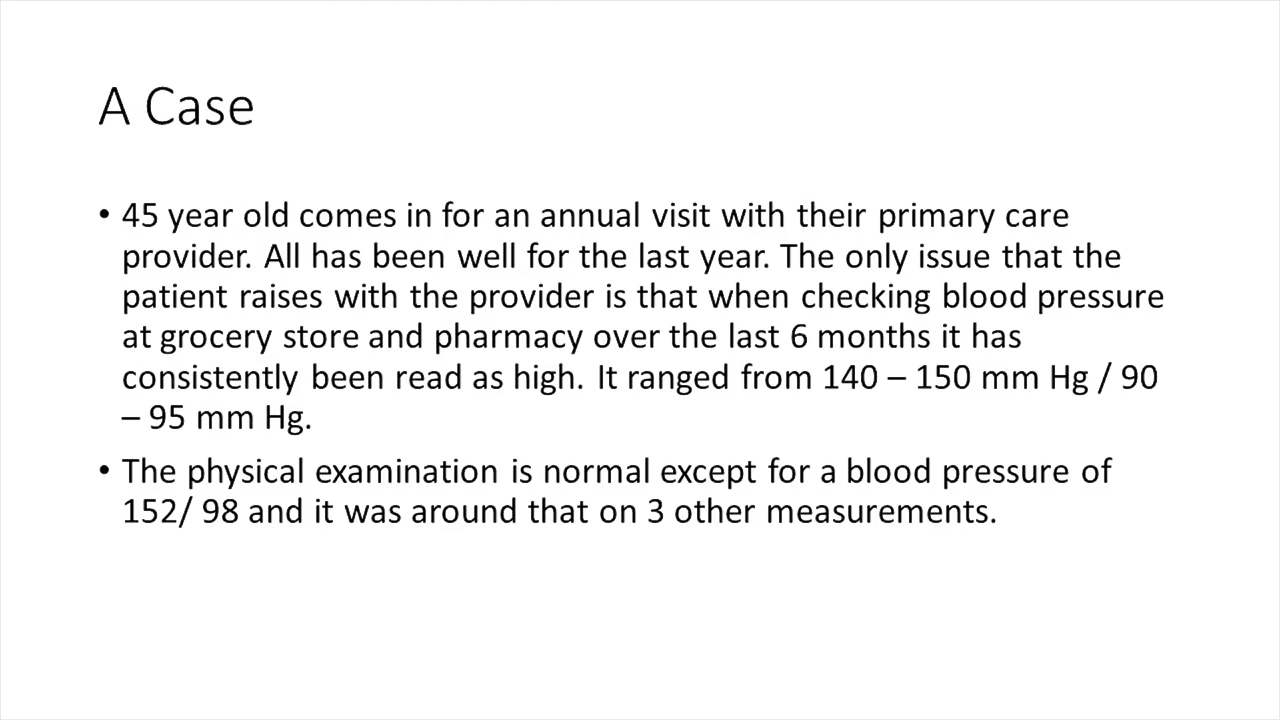 A Case
• 45 year old comes in for an annual visit with their primary care
provider. All has been well for the last year. The only issue that the
patient raises with the provider is that when checking blood pressure
at grocery store and pharmacy over the last 6 months it has
consistently been read as high. It ranged from 140 – 150 mm Hg / 90
– 95 mm Hg.
• The physical examination is normal except for a blood pressure of
152/ 98 and it was around that on 3 other measurements.